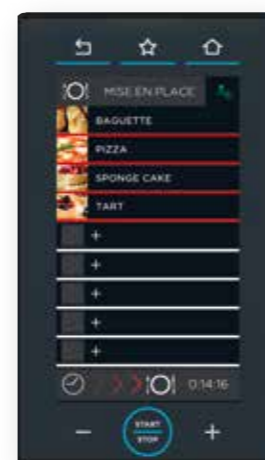 MISE EN PLACE
BAGUETTE
PIZZA
SPONGE CAKE
TART
+
+
+
+
+
0:14:16
START
STOP
− +